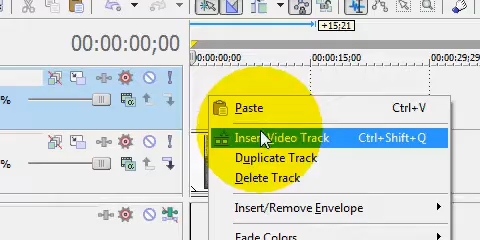 +15;21
00:00:00;00
00:00:00;00 00:00:15;00 00:00:29;29
%
Paste Ctrl+V
Insert Video Track Ctrl+Shift+Q
Duplicate Track
%
Delete Track
Insert/Remove Envelope
Fade Colors